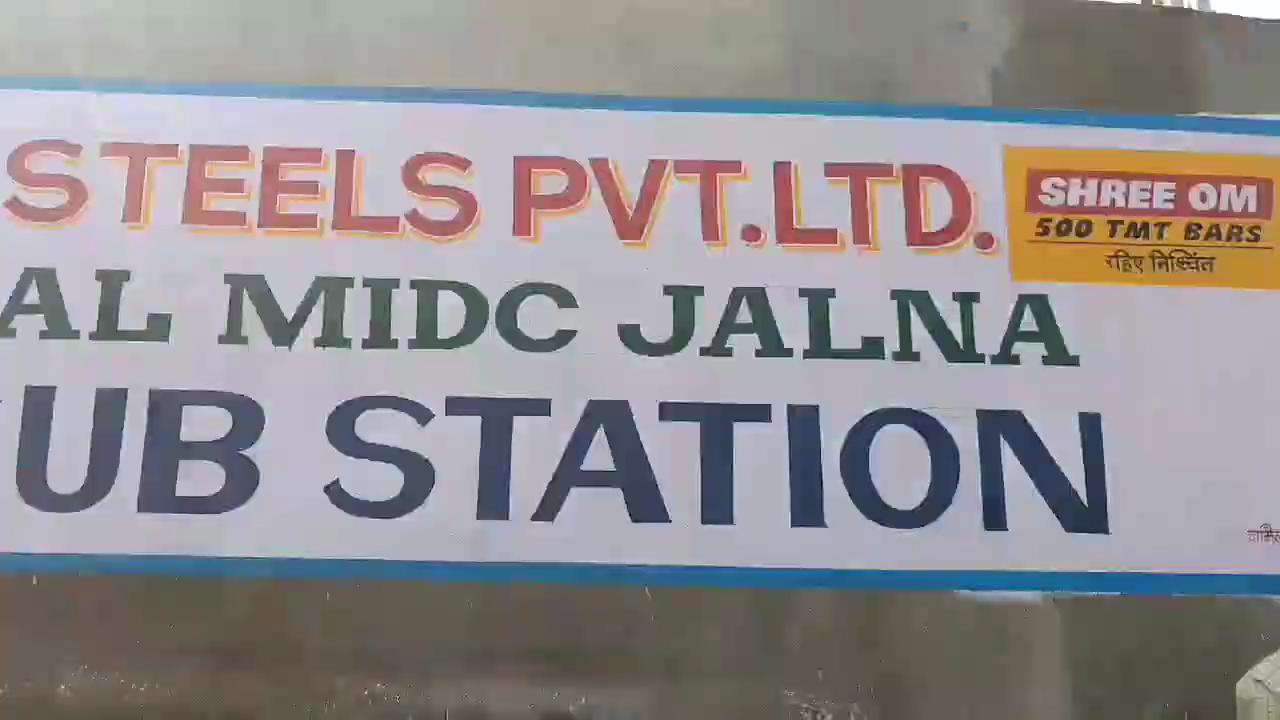 STEELS PVT.LTD.
SHREE OM
500 TMT BARS
रहिए निश्चिंत
AL MIDC JALNA
UB STATION